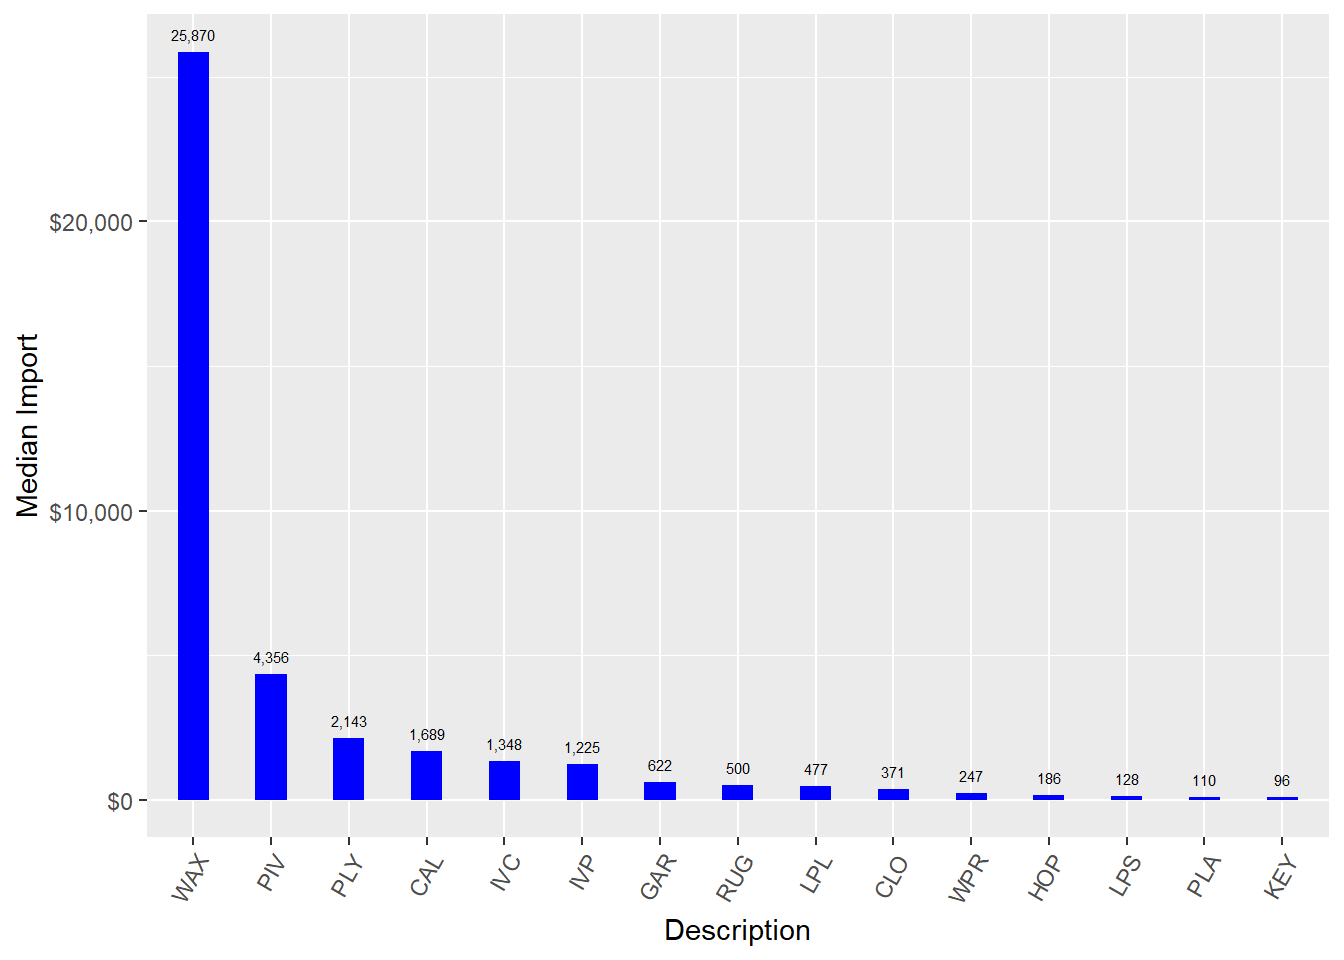 25,870
$20,000
Median Import
$10,000
4,356
2,143
1,689
1,348
1,225
622
500
477
371
247
186
128
110
96
$0
WAX
PIV
PLY
CAL
IVC
IVP
GAR
RUG
LPL
CLO
WPR
HOP
LPS
PLA
KEY
Description